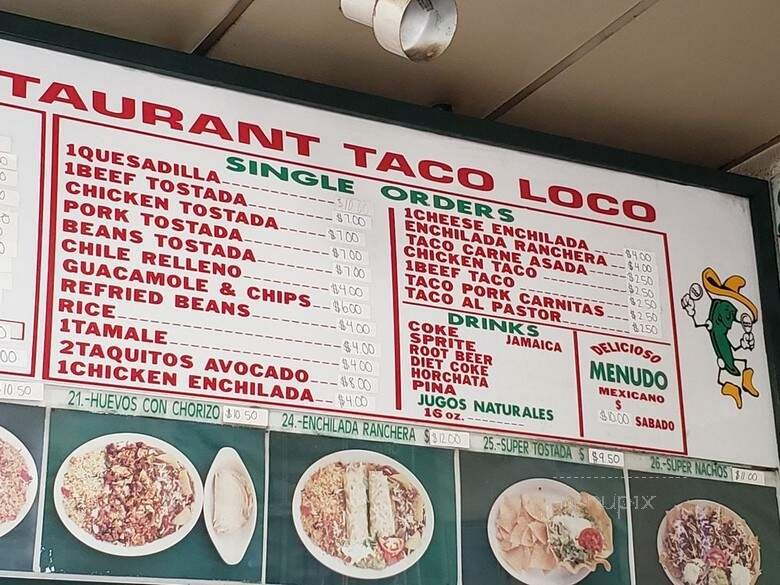 TAURANT TACO LOCO
SINGLE ORDERS
1QUESADILLA
1BEEF TOSTADA $7.00
CHICKEN TOSTADA $7.00
PORK TOSTADA $7.00
BEANS TOSTADA $7.00
CHILE RELLENO $4.00
GUACAMOLE & CHIPS $6.00
REFRIED BEANS $4.00
RICE $4.00
1TAMALE $4.00
2TAQUITOS AVOCADO $8.00
1CHICKEN ENCHILADA $4.00
1CHEESE ENCHILADA $4.00
ENCHILADA RANCHERA $4.00
TACO CARNE ASADA $2.50
CHICKEN TACO $2.50
1BEEF TACO $2.50
TACO PORK CARNITAS $2.50
TACO AL PASTOR $2.50
DRINKS
COKE JAMAICA
SPRITE
ROOT BEER
DIET COKE
HORCHATA
PINA
JUGOS NATURALES
16 oz.
DELICIOSO
MENUDO
MEXICANO
$
$10.00 SABADO
$10.50
21.-HUEVOS CON CHORIZO $10.50
24.-ENCHILADA RANCHERA $ $12.00
25.-SUPER TOSTADA $ $9.50
26.-SUPER NACHOS $11.00